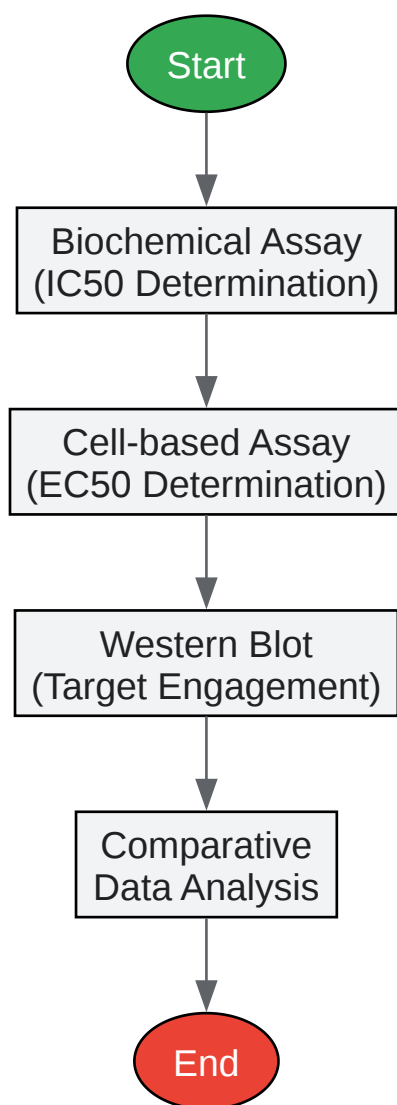 Start
Biochemical Assay
(IC50 Determination)
Cell-based Assay
(EC50 Determination)
Western Blot
(Target Engagement)
Comparative
Data Analysis
End